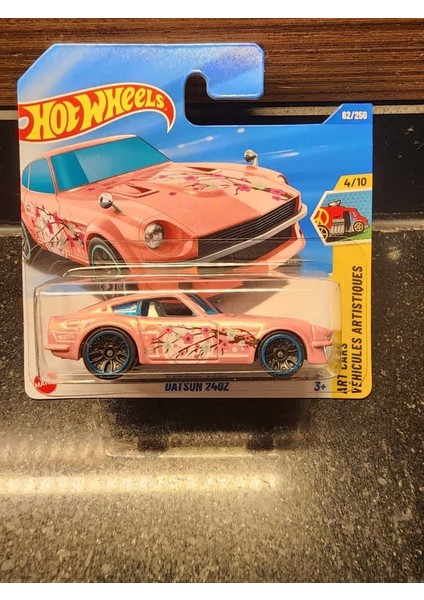 Hot Wheels
62/250
4/10
ART CARS
VÉHICULES ARTISTIQUES
DATSUN 240Z
3+